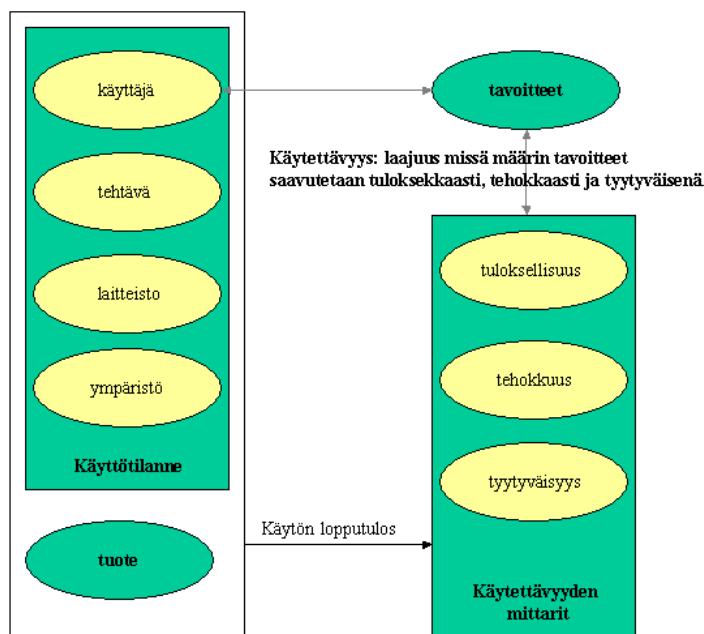 käyttäjä
tehtävä
laitteisto
ympäristö
Käyttötilanne
tuote
tavoitteet
Käytettävyys: laajuus missä määrin tavoitteet
saavutetaan tuloksekkaasti, tehokkaasti ja tyytyväisenä.
tuloksellisuus
tehokkuus
tyytyväisyys
Käytön lopputulos
Käytettävyyden
mittarit